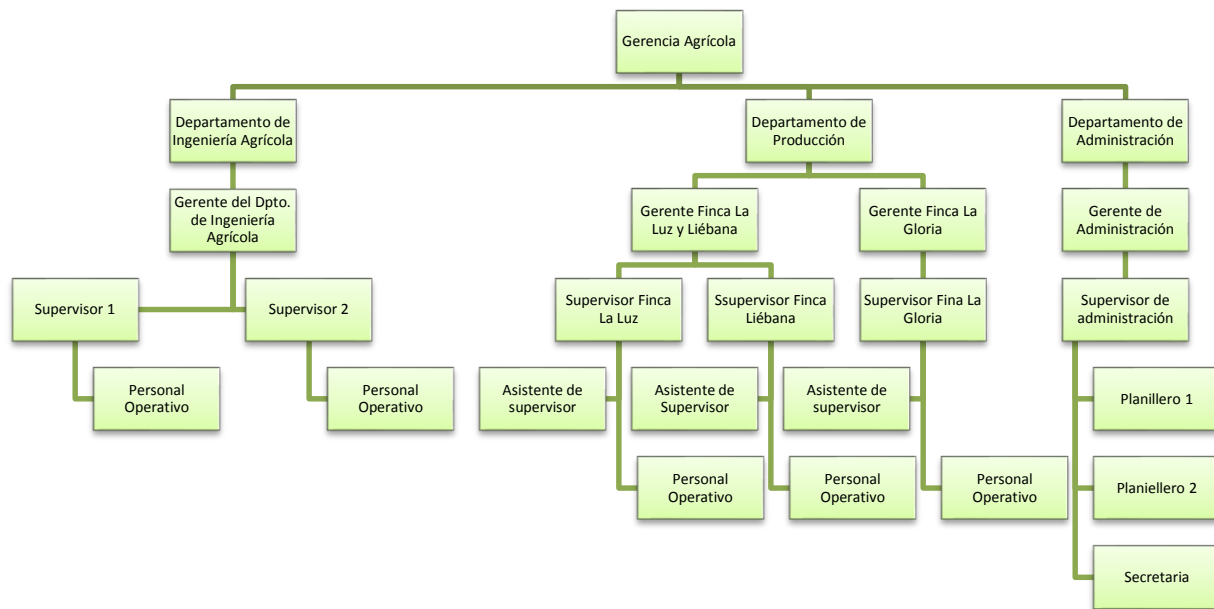 Gerencia Agrícola
Departamento de
Ingeniería Agrícola
Departamento de
Producción
Departamento de
Administración
Gerente del Dpto.
de Ingeniería
Agrícola
Gerente Finca La
Luz y Liébana
Gerente Finca La
Gloria
Gerente de
Administración
Supervisor 1
Supervisor 2
Supervisor Finca
La Luz
Ssupervisor Finca
Liébana
Supervisor Fina La
Gloria
Supervisor de
administración
Personal
Operativo
Personal
Operativo
Asistente de
supervisor
Asistente de
Supervisor
Asistente de
supervisor
Planillero 1
Personal
Operativo
Personal
Operativo
Personal
Operativo
Planiellero 2
Secretaria